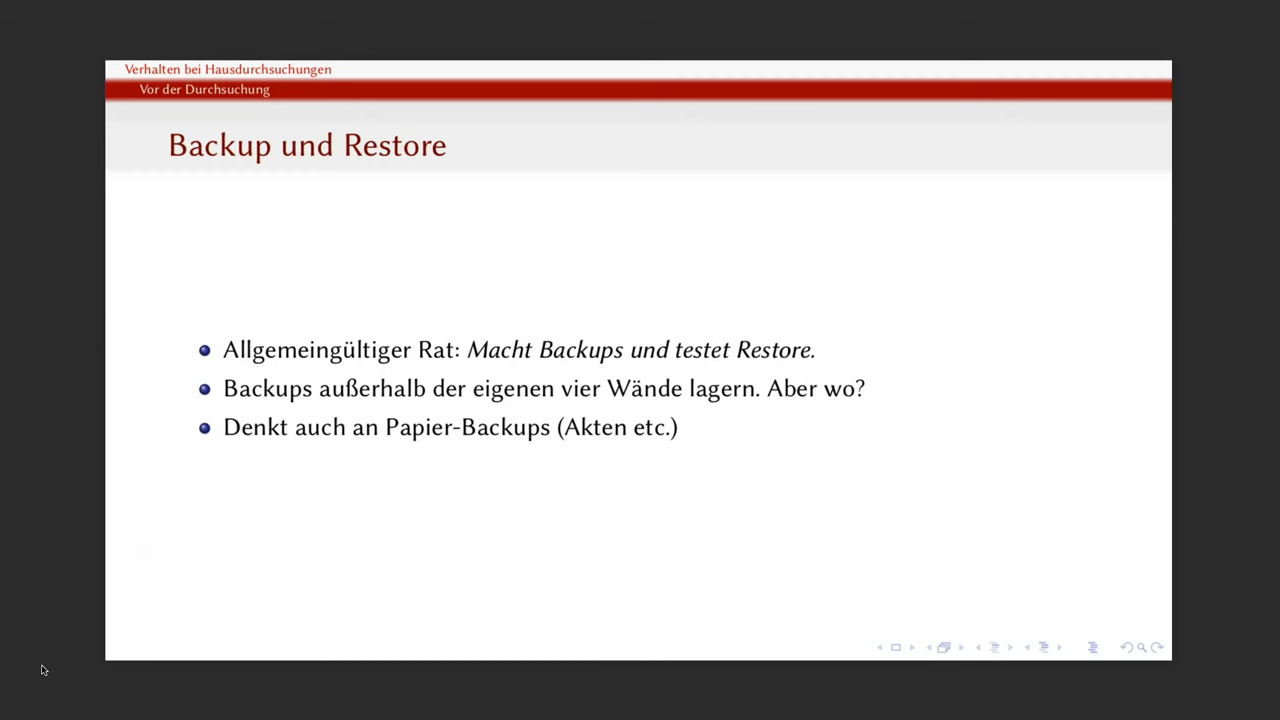 Verhalten bei Hausdurchsuchungen
Vor der Durchsuchung
Backup und Restore
Allgemeingültiger Rat: Macht Backups und testet Restore.
Backups außerhalb der eigenen vier Wände lagern. Aber wo?
Denkt auch an Papier-Backups (Akten etc.)